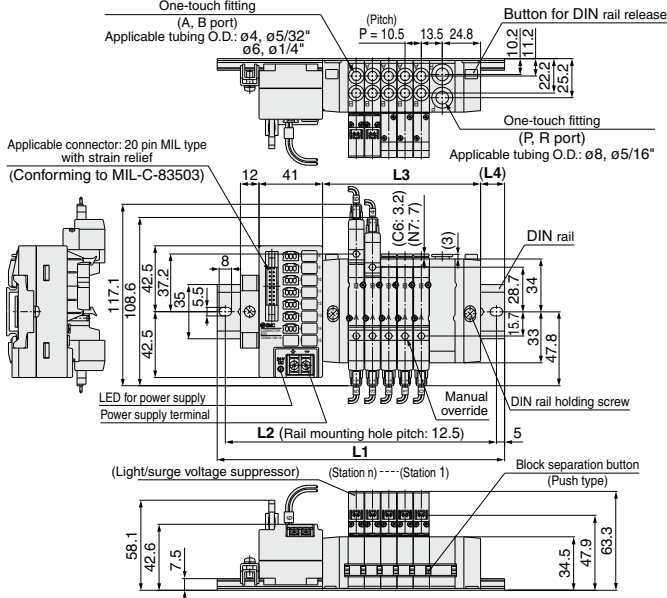 One-touch fitting
(A, B port)
Applicable tubing O.D.: ø4, ø5/32"
ø6, ø1/4"
(Pitch)
P = 10.5
13.5
24.8
10.2
11.2
22.2
25.2
Button for DIN rail release
One-touch fitting
(P, R port)
Applicable tubing O.D.: ø8, ø5/16"
Applicable connector: 20 pin MIL type
with strain relief
(Conforming to MIL-C-83503)
12
41
L3
(L4)
(C6: 3.2)
(N7: 7)
(3)
DIN rail
117.1
108.6
42.5
37.2
35
8
5.5
42.5
28.7
34
15.7
33
47.8
SMC
LED for power supply
Power supply terminal
Manual
override
DIN rail holding screw
L2 (Rail mounting hole pitch: 12.5)
5
L1
(Light/surge voltage suppressor)
(Station n)
(Station 1)
Block separation button
(Push type)
58.1
42.6
7.5
34.5
47.9
63.3